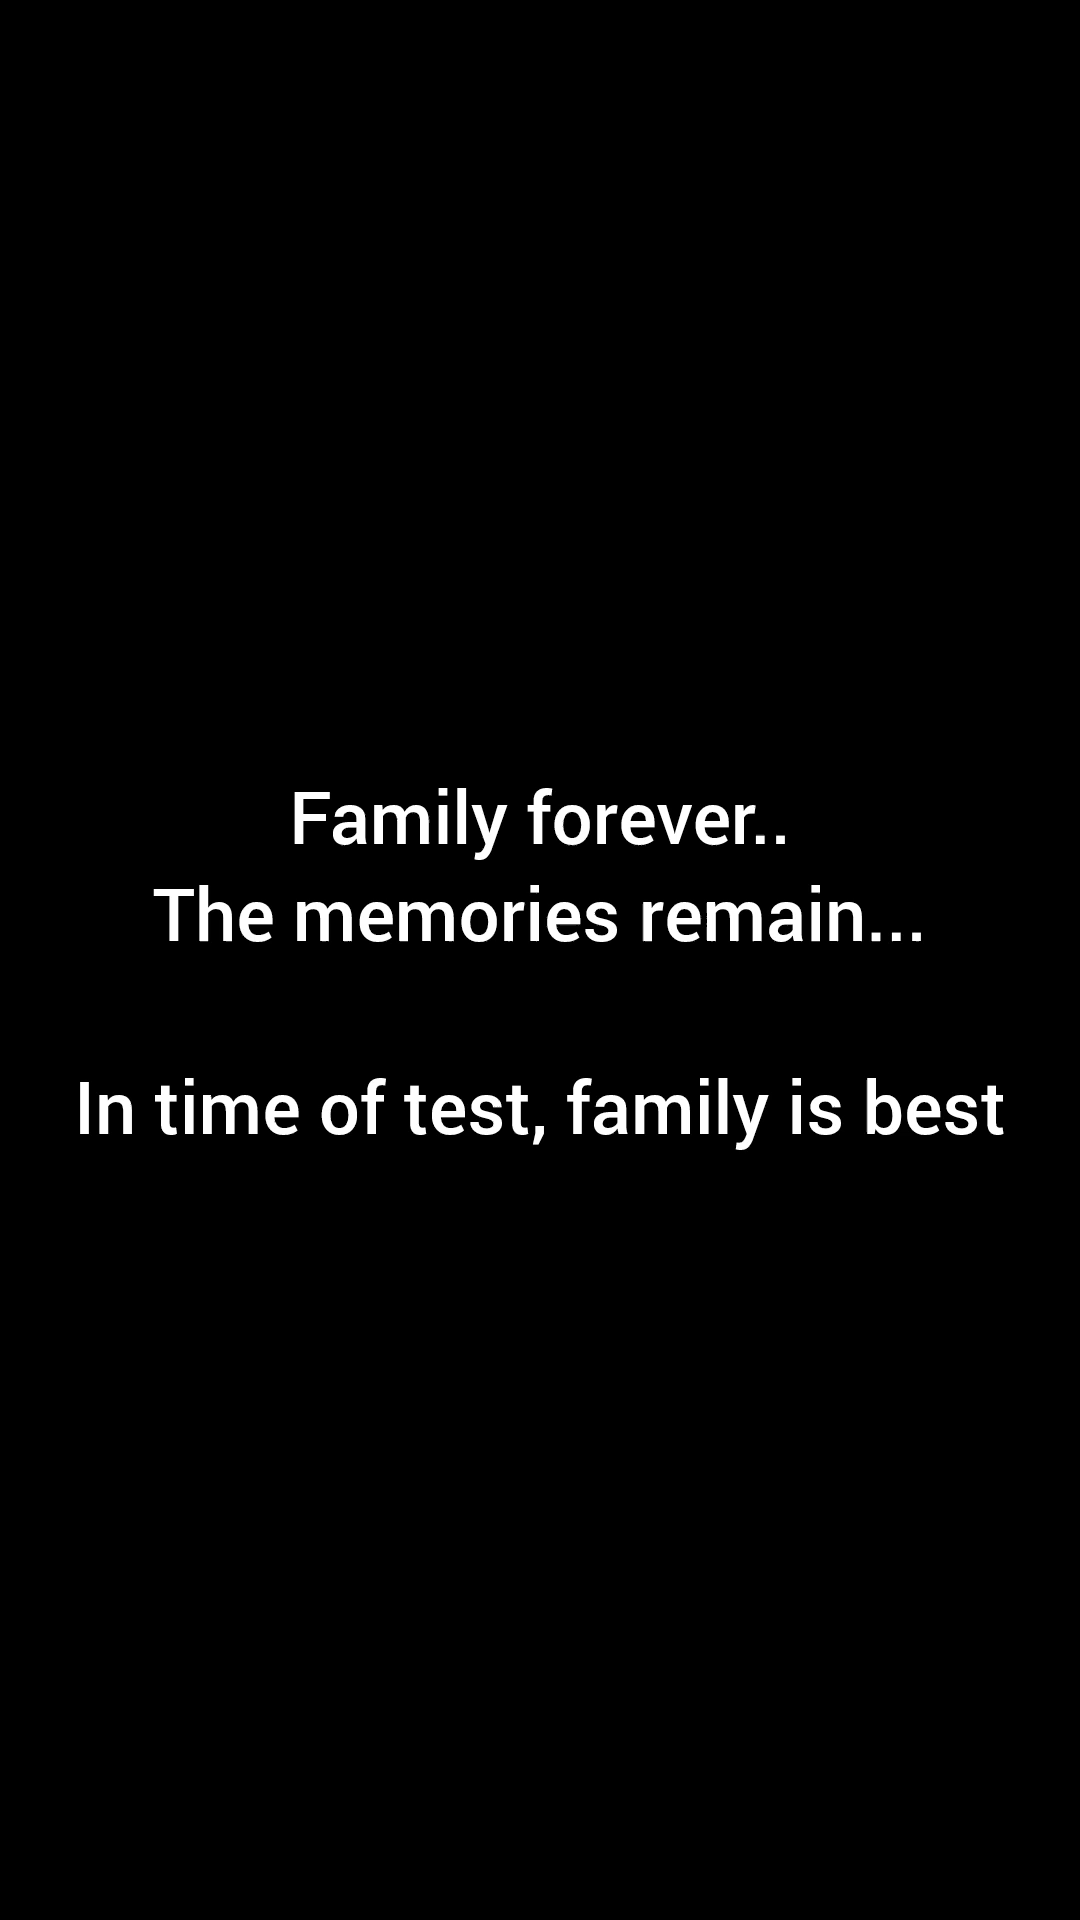 Family forever..
The memories remain...
In time of test, family is best